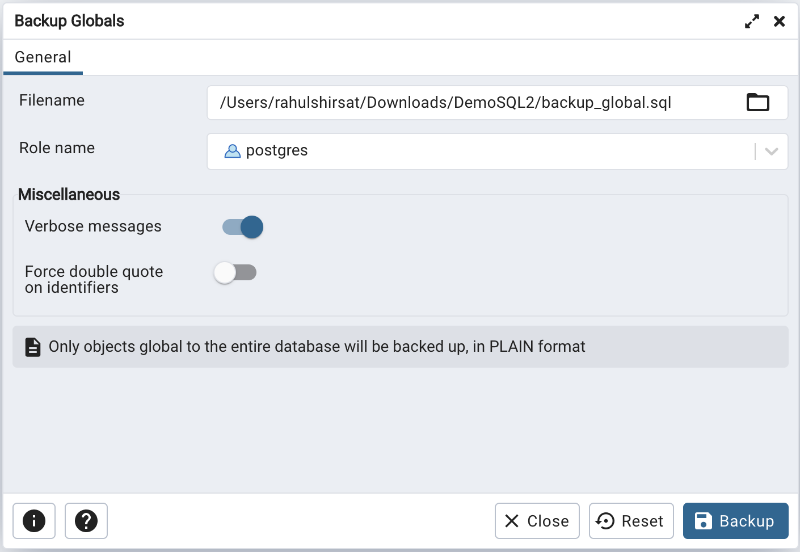 Backup Globals
General
Filename
/Users/rahulshirsat/Downloads/DemoSQL2/backup_global.sql
Role name
postgres
Miscellaneous
Verbose messages
Force double quote
on identifiers
Only objects global to the entire database will be backed up, in PLAIN format
Close
Reset
Backup